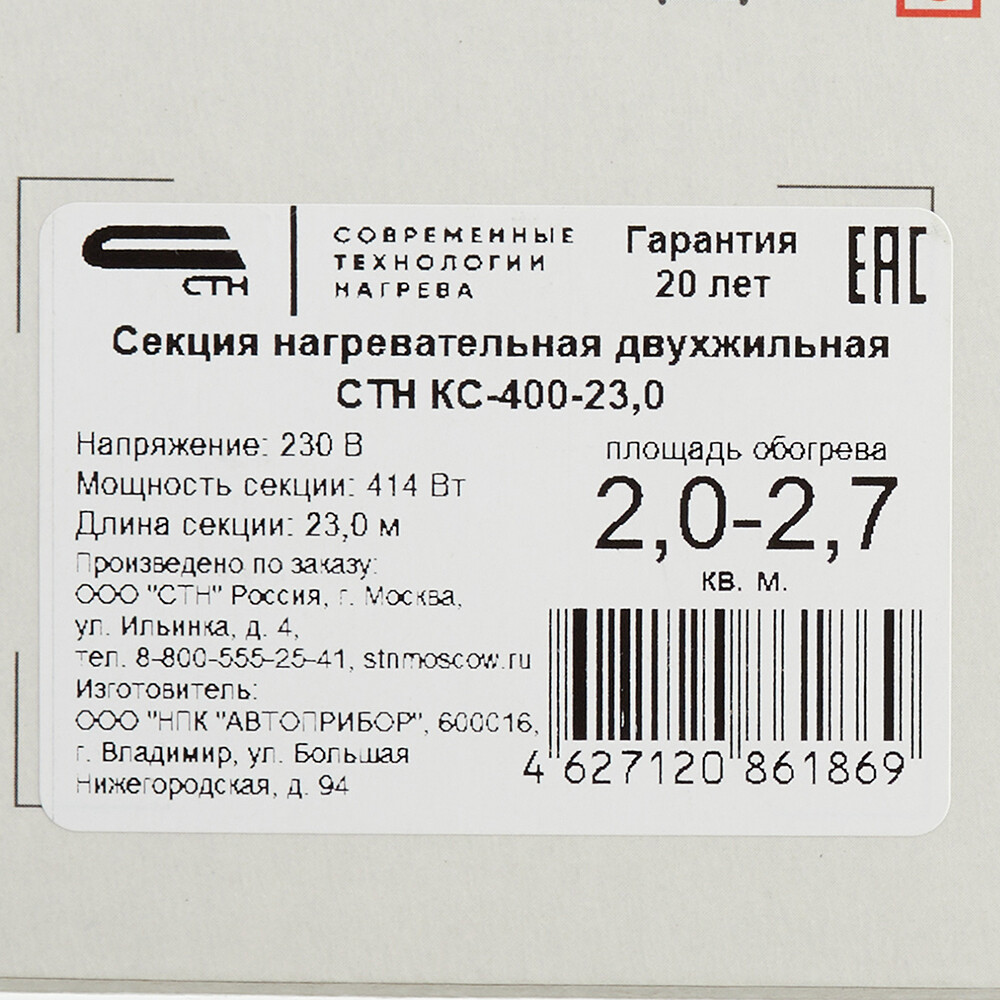 СТН
СОВРЕМЕННЫЕ
ТЕХНОЛОГИИ
НАГРЕВА
Гарантия
20 лет
EAC
Секция нагревательная двухжильная
СТН КС-400-23,0
Напряжение: 230 В
Мощность секции: 414 Вт
Длина секции: 23,0 м
Произведено по заказу:
ООО "СТН" Россия, г. Москва,
ул. Ильинка, д. 4,
тел. 8-800-555-25-41, stnmoscow.ru
Изготовитель:
ООО "НПК "АВТОПРИБОР", 600016,
г. Владимир, ул. Большая
Нижегородская, д. 94
площадь обогрева
2,0-2,7
кв. м.
4 627120 861869